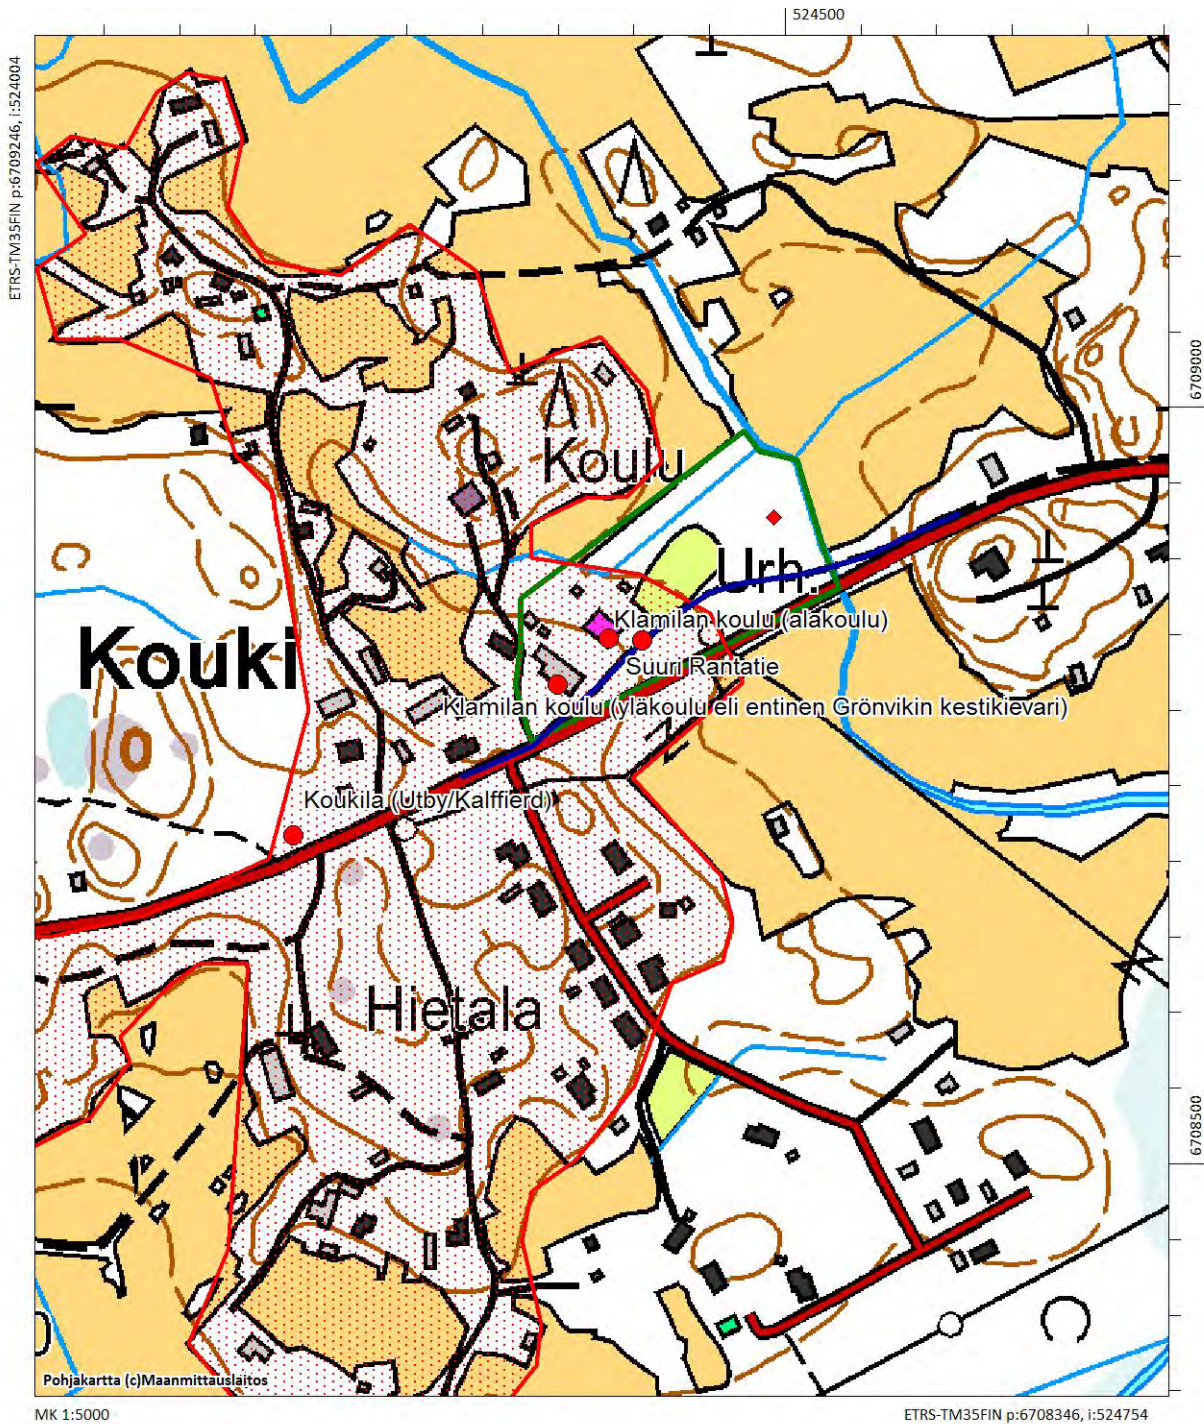 524500
ETRS-TM35FIN p:6709246, i:524004
6709000
Koulu
Urh.
Klamilan koulu (alakoulu)
Kouki
Suuri Rantatie
Klamilan koulu (yläkoulu eli entinen Grönvikin kestikievari)
Koukila (Utby/Kalffierd)
Hietala
6708500
Pohjakartta (c)Maanmittauslaitos
MK 1:5000
ETRS-TM35FIN p:6708346, i:524754